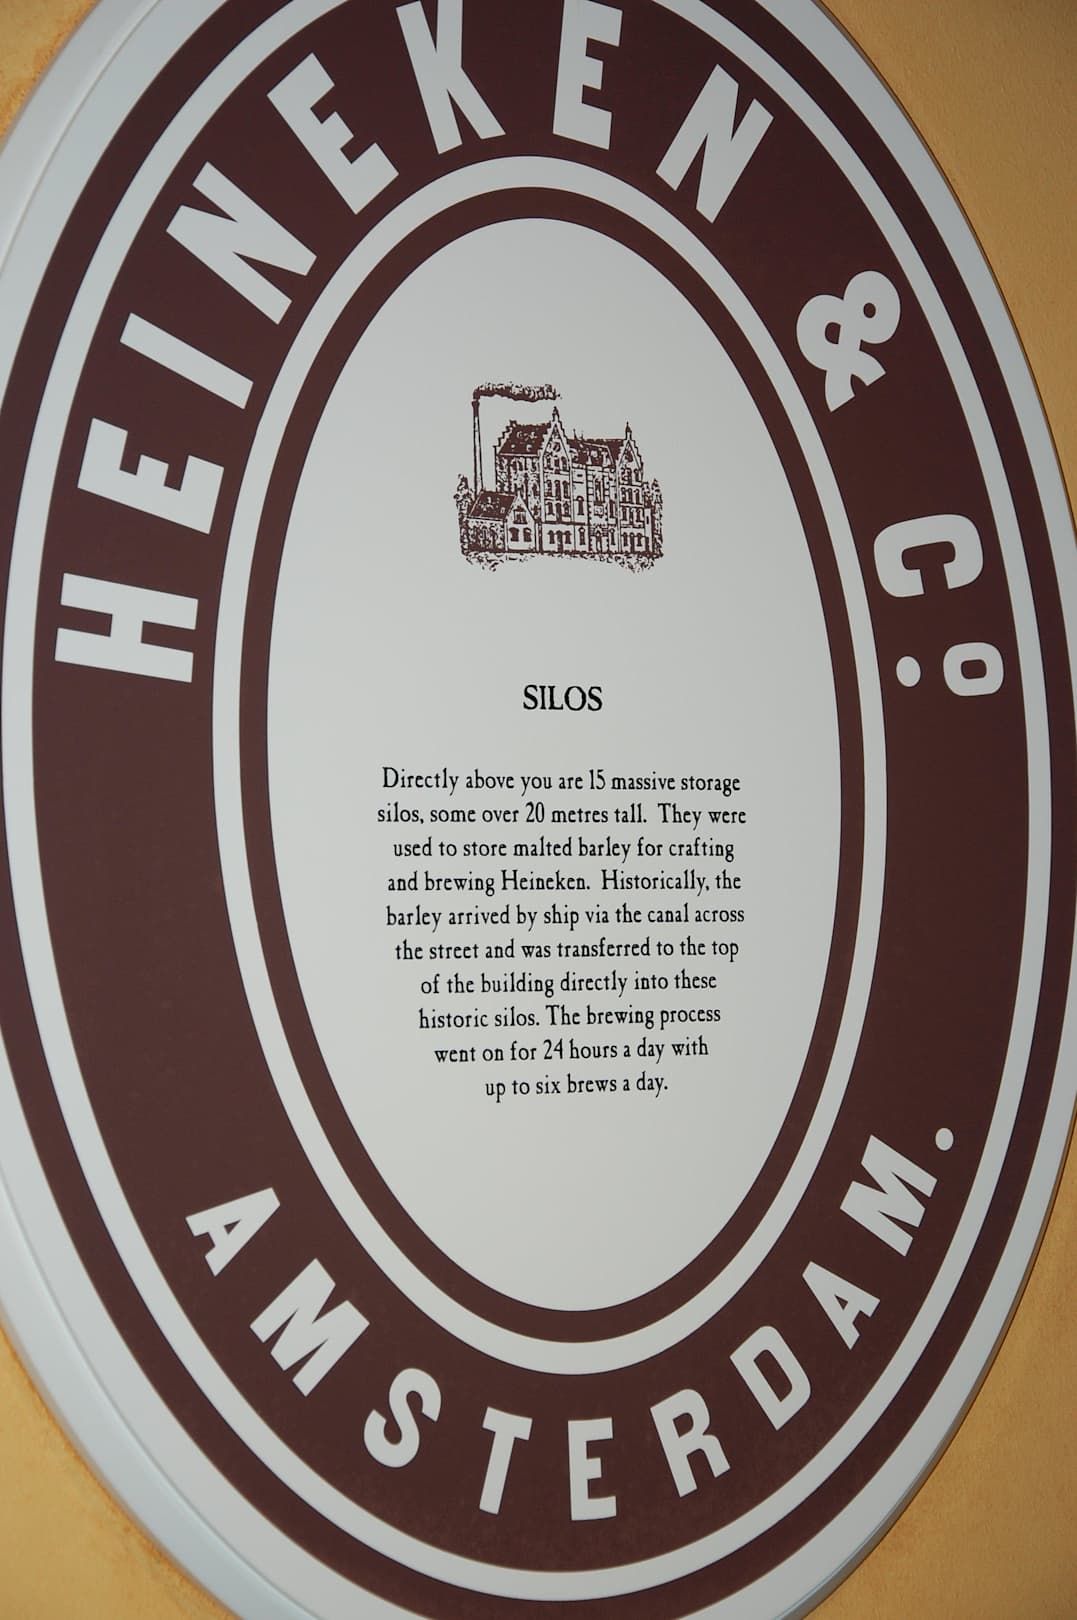 HEINEKEN & Cº.
SILOS
Directly above you are 15 massive storage
silos, some over 20 metres tall. They were
used to store malted barley for crafting
and brewing Heineken. Historically, the
barley arrived by ship via the canal across
the street and was transferred to the top
of the building directly into these
historic silos. The brewing process
went on for 24 hours a day with
up to six brews a day.
AMSTERDAM.